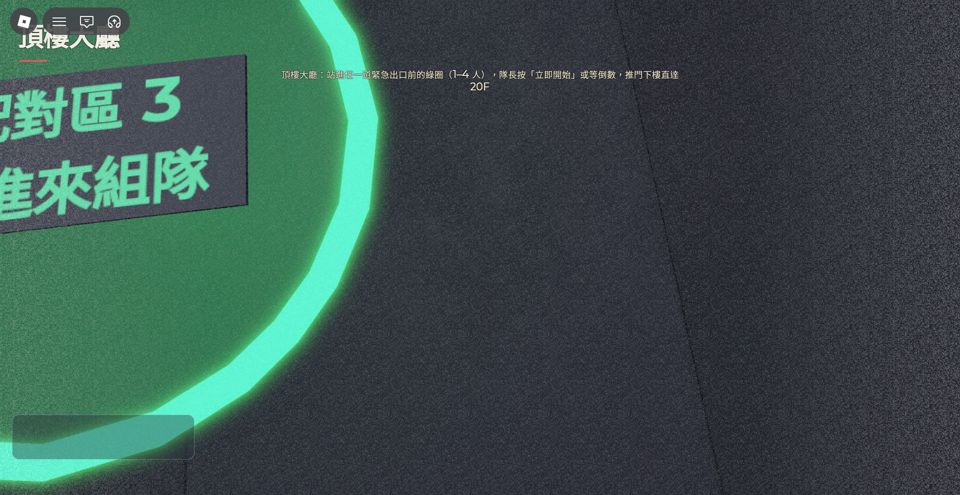 頂樓大廳
頂樓大廳：站進任一個緊急出口前的綠圈（1–4 人），隊長按「立即開始」或等倒數，推門下樓直達
20F
配對區 3
進來組隊